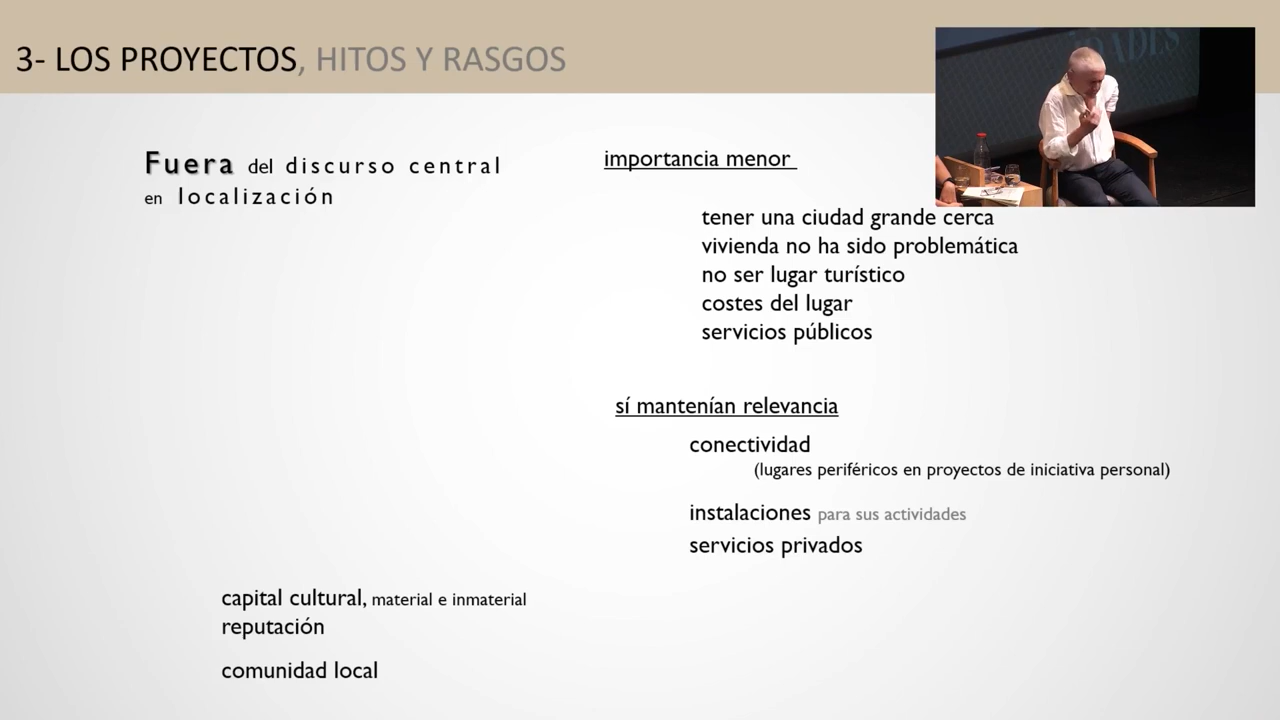 3- LOS PROYECTOS, HITOS Y RASGOS
Fuera del discurso central
en localización
importancia menor
tener una ciudad grande cerca
vivienda no ha sido problemática
no ser lugar turístico
costes del lugar
servicios públicos
sí mantenían relevancia
conectividad
(lugares periféricos en proyectos de iniciativa personal)
instalaciones para sus actividades
servicios privados
capital cultural, material e inmaterial
reputación
comunidad local